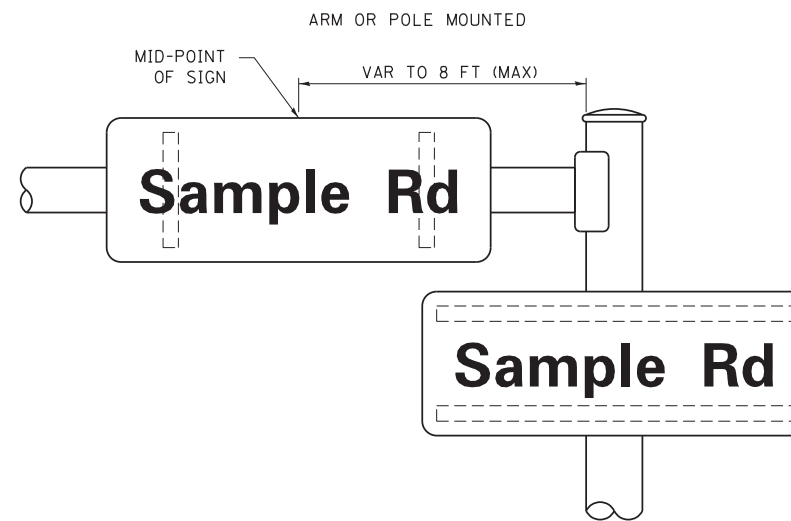 ARM OR POLE MOUNTED
MID-POINT
OF SIGN
VAR TO 8 FT (MAX)
Sample Rd
Sample Rd